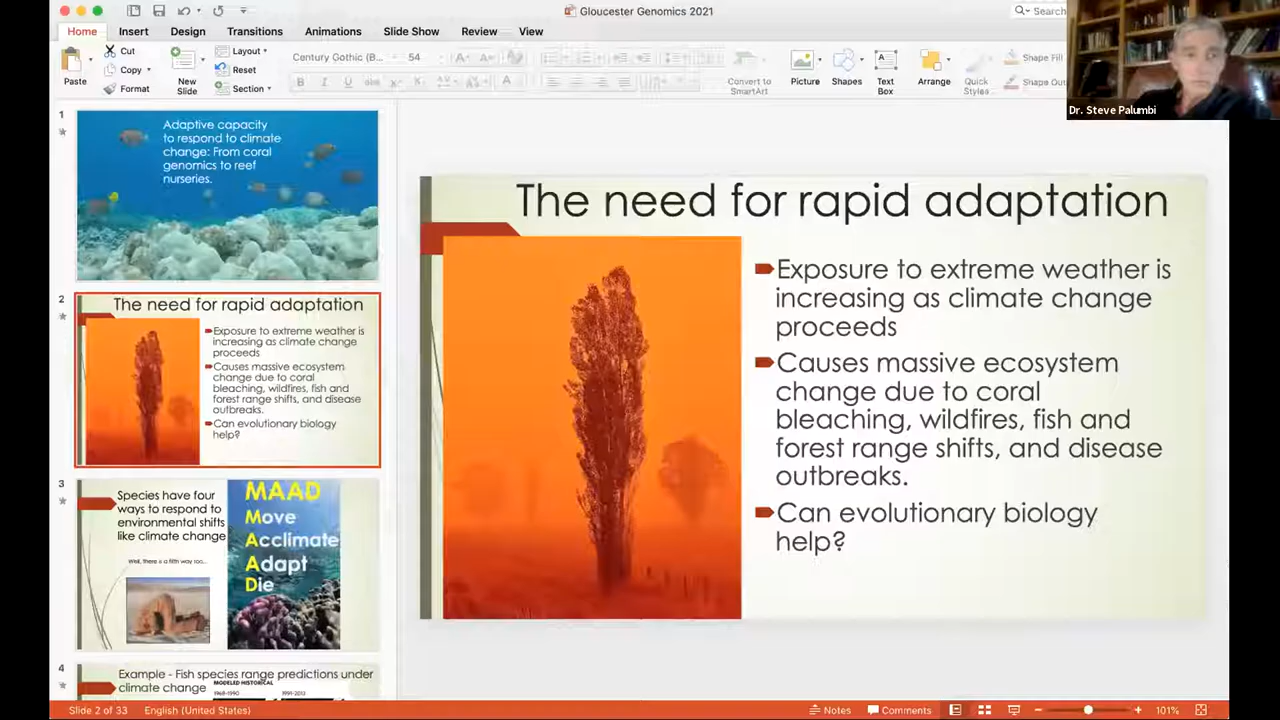 Gloucester Genomics 2021
Search
Home
Insert
Design
Transitions
Animations
Slide Show
Review
View
Paste
Cut
Copy
Format
New
Slide
Layout
Reset
Section
Century Gothic (B...
54
Convert to
SmartArt
Picture
Shapes
Text
Box
Arrange
Quick
Styles
Shape Fill
Shape Out
Dr. Steve Palumbi
1
Adaptive capacity
to respond to climate
change: From coral
genomics to reef
nurseries.
2
The need for rapid adaptation
Exposure to extreme weather is
increasing as climate change
proceeds
Causes massive ecosystem
change due to coral
bleaching, wildfires, fish and
forest range shifts, and disease
outbreaks.
Can evolutionary biology
help?
3
Species have four
ways to respond to
environmental shifts
like climate change
Well, there is a fifth way too...
MAAD
Move
Acclimate
Adapt
Die
4
Example - Fish species range predictions under
climate change
MODELED HISTORICAL
1969-1990
1991-2013
The need for rapid adaptation
Exposure to extreme weather is
increasing as climate change
proceeds
Causes massive ecosystem
change due to coral
bleaching, wildfires, fish and
forest range shifts, and disease
outbreaks.
Can evolutionary biology
help?
Slide 2 of 33
English (United States)
Notes
Comments
101%